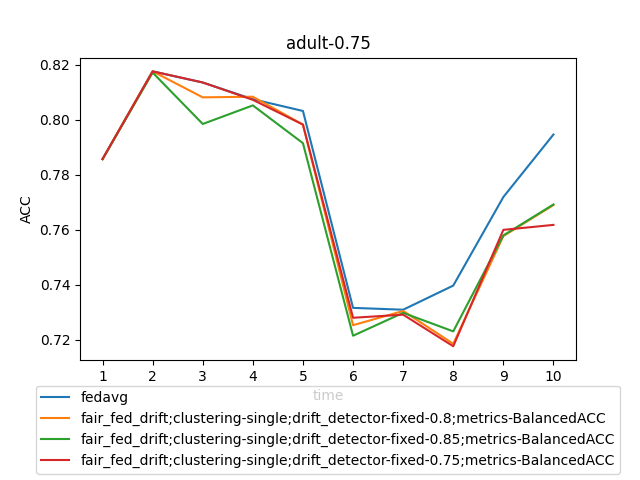 adult-0.75
0.82
0.80
0.78
0.76
0.74
0.72
ACC
1 2 3 4 5 6 7 8 9 10
time
fedavg
fair_fed_drift;clustering-single;drift_detector-fixed-0.8;metrics-BalancedACC
fair_fed_drift;clustering-single;drift_detector-fixed-0.85;metrics-BalancedACC
fair_fed_drift;clustering-single;drift_detector-fixed-0.75;metrics-BalancedACC